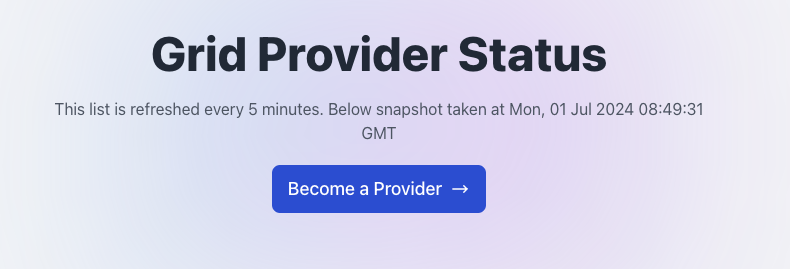 Grid Provider Status
This list is refreshed every 5 minutes. Below snapshot taken at Mon, 01 Jul 2024 08:49:31
GMT
Become a Provider →